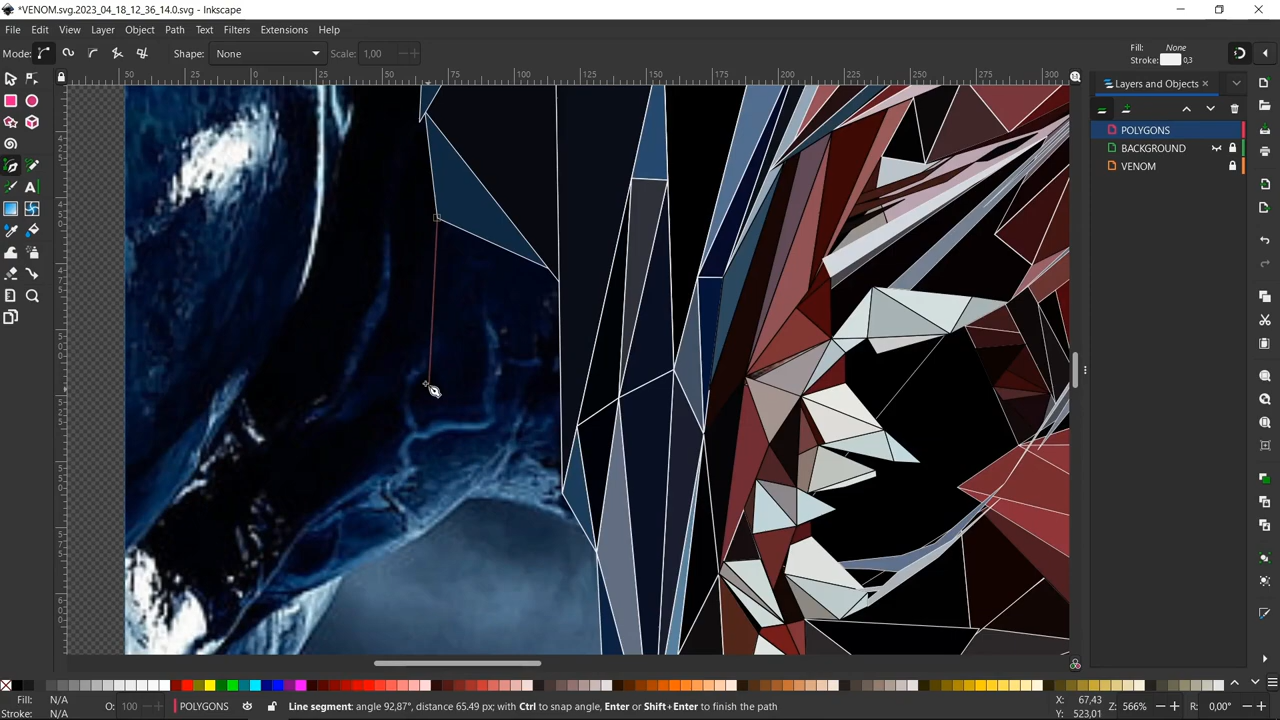 *VENOM.svg.2023_04_18_12_36_14.0.svg - Inkscape
File Edit View Layer Object Path Text Filters Extensions Help
Mode: Shape: None Scale: 1,00
Fill: None
Stroke: 0,3
50 25 0 25 50 75 100 125 150 175 200 225 250 275 300
Layers and Objects
POLYGONS
BACKGROUND
VENOM
Fill: N/A
Stroke: N/A
O: 100
POLYGONS
Line segment: angle 92,87°, distance 65.49 px; with Ctrl to snap angle, Enter or Shift+Enter to finish the path
X: 67,43
Y: 523,01
Z: 566%
R: 0,00°